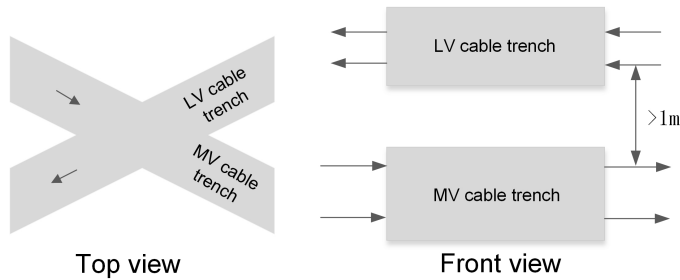 LV cable
trench
MV cable
trench
Top view
LV cable trench
>1m
MV cable trench
Front view